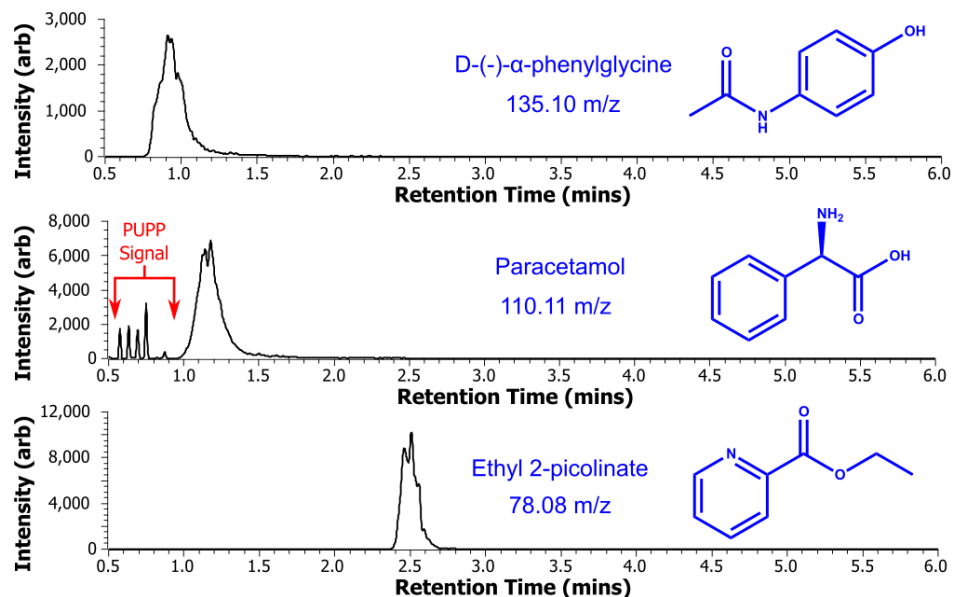 Intensity (arb)
3,000
2,000
1,000
0
D-(-)-α-phenylglycine
135.10 m/z
O
N
H
OH
0.5 1.0 1.5 2.0 2.5 3.0 3.5 4.0 4.5 5.0 5.5 6.0
Retention Time (mins)
Intensity (arb)
8,000
6,000
4,000
2,000
0
PUPP
Signal
Paracetamol
110.11 m/z
NH₂
OH
O
0.5 1.0 1.5 2.0 2.5 3.0 3.5 4.0 4.5 5.0 5.5 6.0
Retention Time (mins)
Intensity (arb)
12,000
8,000
4,000
0
Ethyl 2-picolinate
78.08 m/z
O
N
O
0.5 1.0 1.5 2.0 2.5 3.0 3.5 4.0 4.5 5.0 5.5 6.0
Retention Time (mins)